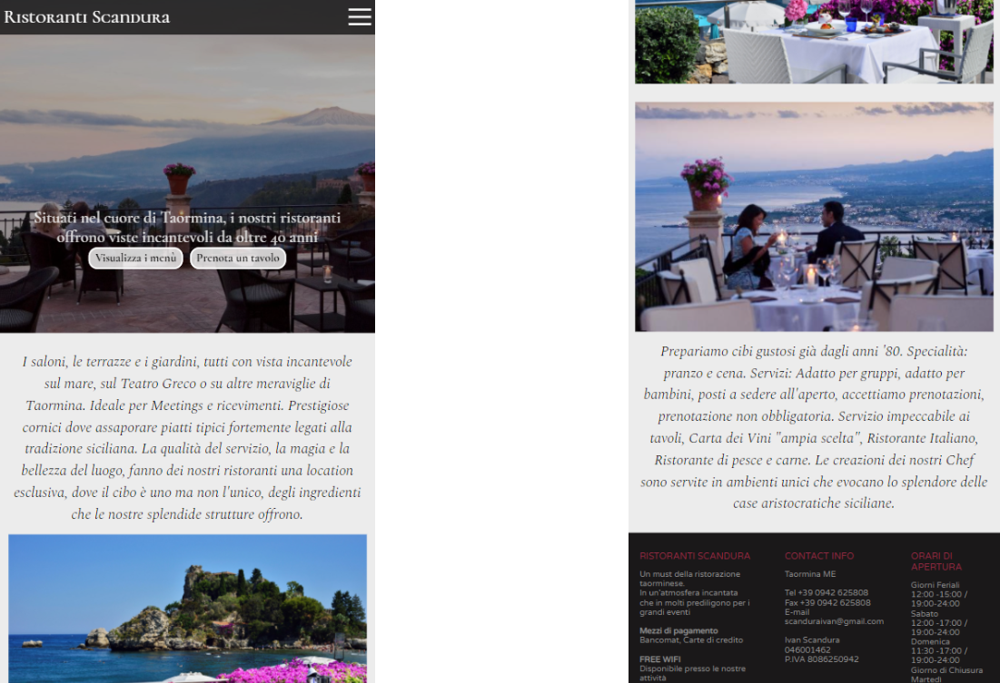 Ristoranti Scandura
Situati nel cuore di Taormina, i nostri ristoranti
offrono viste incantevoli da oltre 40 anni
Visualizza i menù
Prenota un tavolo
I saloni, le terrazze e i giardini, tutti con vista incantevole
sul mare, sul Teatro Greco o su altre meraviglie di
Taormina. Ideale per Meetings e ricevimenti. Prestigiose
cornici dove assaporare piatti tipici fortemente legati alla
tradizione siciliana. La qualità del servizio, la magia e la
bellezza del luogo, fanno dei nostri ristoranti una location
esclusiva, dove il cibo è uno ma non l'unico, degli ingredienti
che le nostre splendide strutture offrono.
Prepariamo cibi gustosi già dagli anni '80. Specialità:
pranzo e cena. Servizi: Adatto per gruppi, adatto per
bambini, posti a sedere all'aperto, accettiamo prenotazioni,
prenotazione non obbligatoria. Servizio impeccabile ai
tavoli, Carta dei Vini "ampia scelta", Ristorante Italiano,
Ristorante di pesce e carne. Le creazioni dei nostri Chef
sono servite in ambienti unici che evocano lo splendore delle
case aristocratiche siciliane.
RISTORANTI SCANDURA
Un must della ristorazione
taorminese.
In un'atmosfera incantata
che in molti prediligono per i
grandi eventi
Mezzi di pagamento
Bancomat, Carte di credito
FREE WIFI
Disponibile presso le nostre
attività
CONTACT INFO
Taormina ME
Tel +39 0942 625808
Fax +39 0942 625808
E-mail
scanduraivan@gmail.com
Ivan Scandura
046001462
P.IVA 8086250942
ORARI DI
APERTURA
Giorni Feriali
12:00 -15:00 /
19:00-24:00
Sabato
12:00 -17:00 /
19:00-24:00
Domenica
11:30 -17:00 /
19:00-24:00
Giorno di Chiusura
Martedì